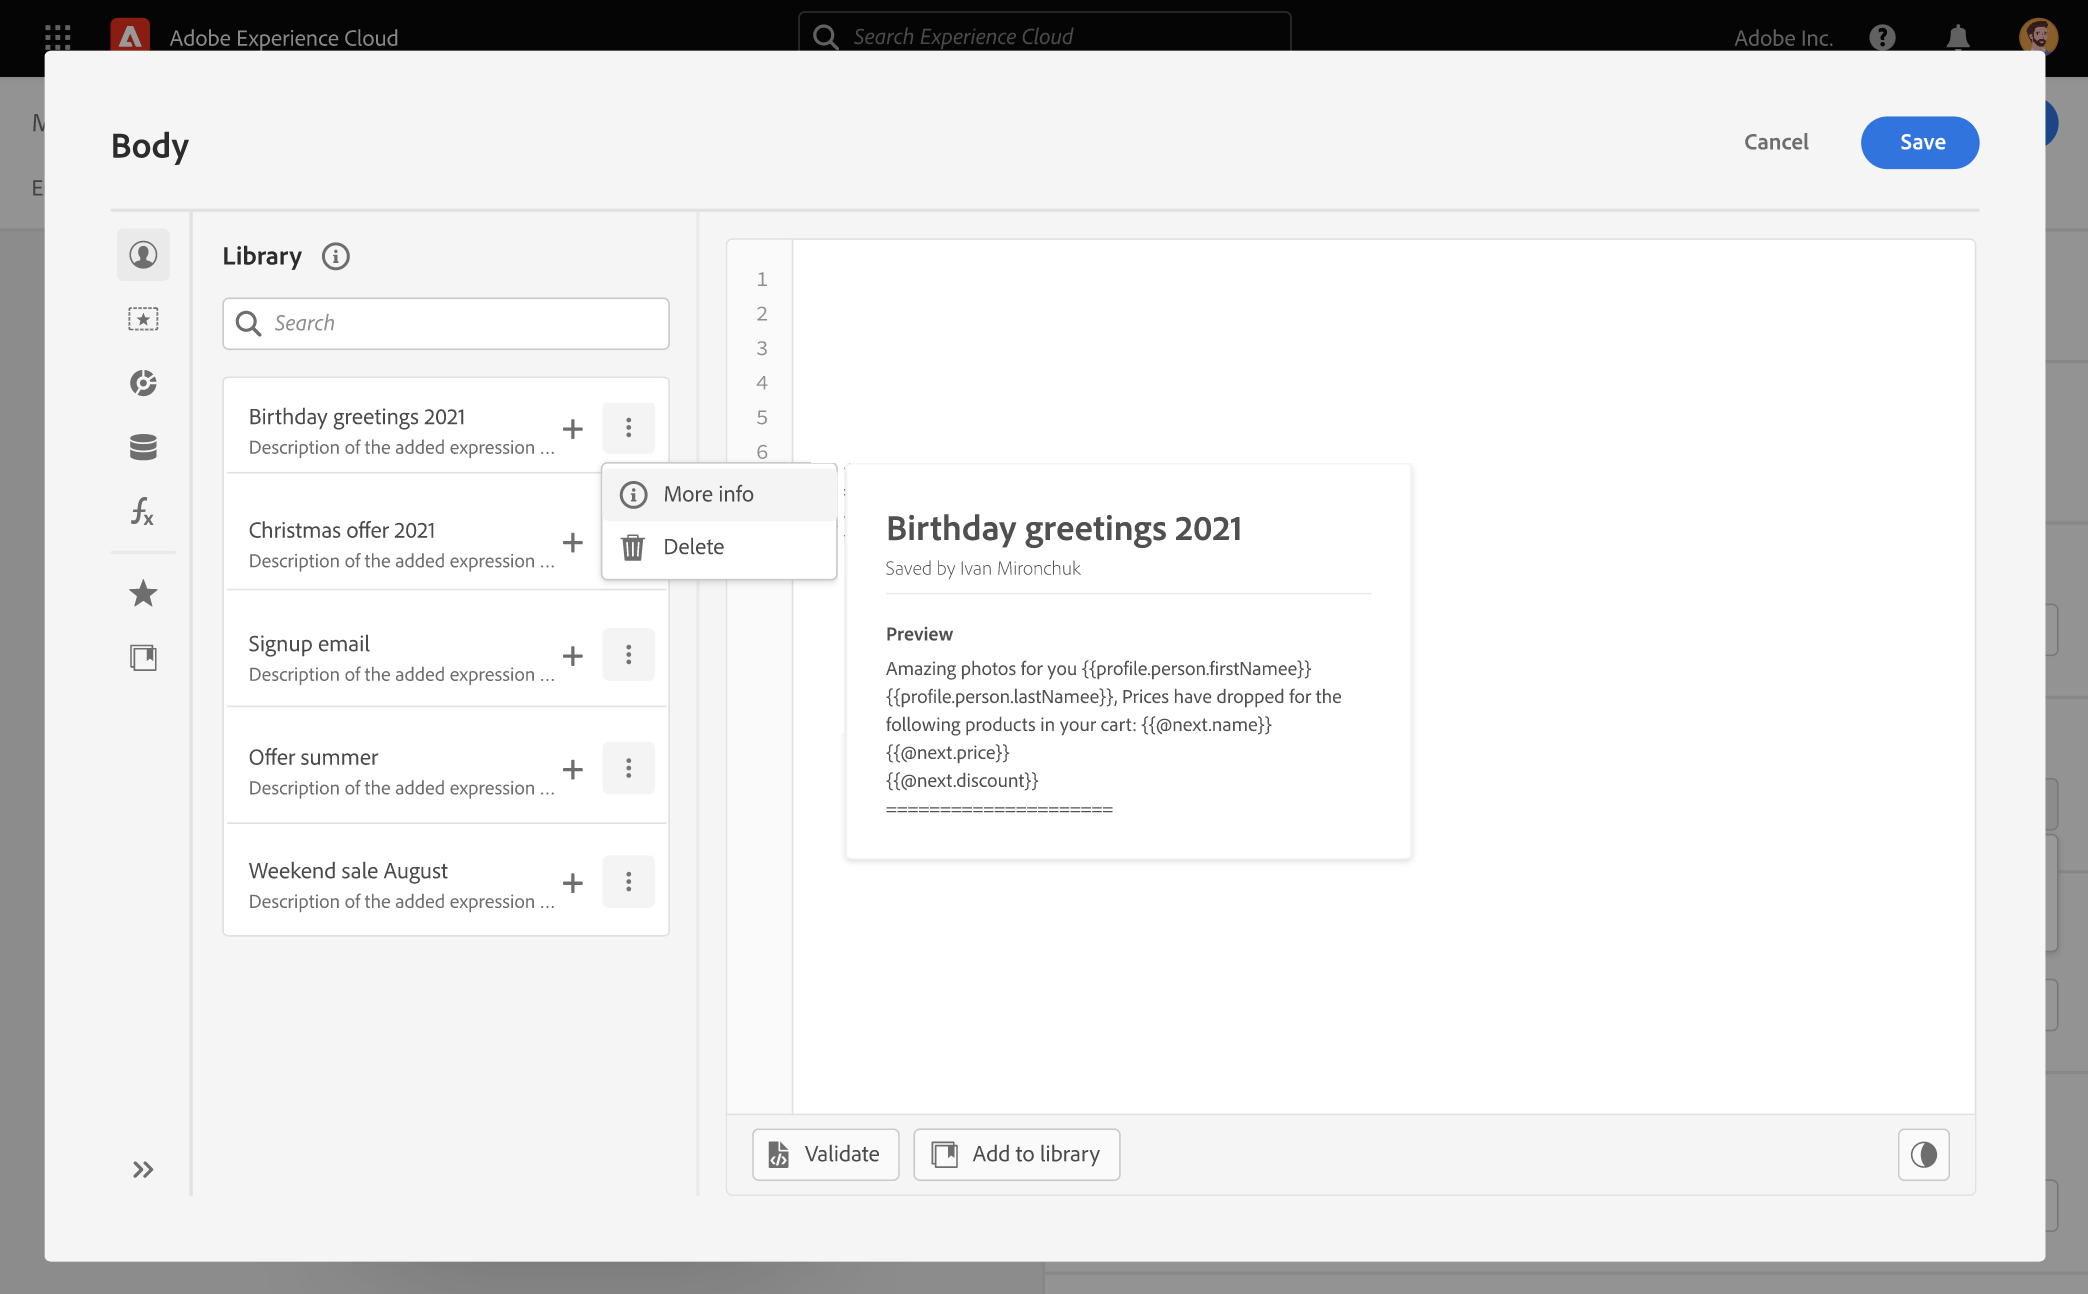 Adobe Experience Cloud
Search Experience Cloud
Adobe Inc.
Body
Cancel
Save
Library
Search
Birthday greetings 2021
Description of the added expression ...
More info
Delete
Christmas offer 2021
Description of the added expression ...
Signup email
Description of the added expression ...
Offer summer
Description of the added expression ...
Weekend sale August
Description of the added expression ...
1
2
3
4
5
6
Birthday greetings 2021
Saved by Ivan Mironchuk
Preview
Amazing photos for you {{profile.person.firstNamee}}
{{profile.person.lastNamee}}, Prices have dropped for the
following products in your cart: {{@next.name}}
{{@next.price}}
{{@next.discount}}
=====================
Validate
Add to library